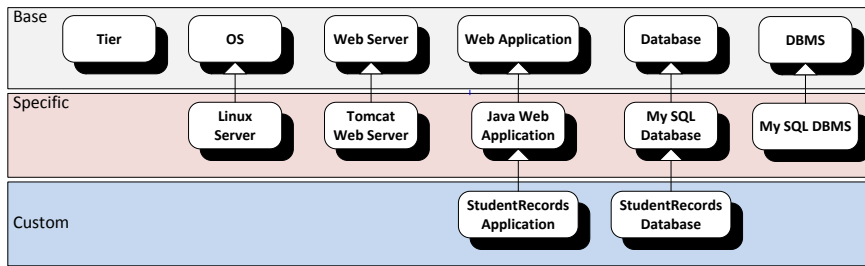 Base
Tier
OS
Web Server
Web Application
Database
DBMS
Specific
Linux
Server
Tomcat
Web Server
Java Web
Application
My SQL
Database
My SQL DBMS
Custom
StudentRecords
Application
StudentRecords
Database